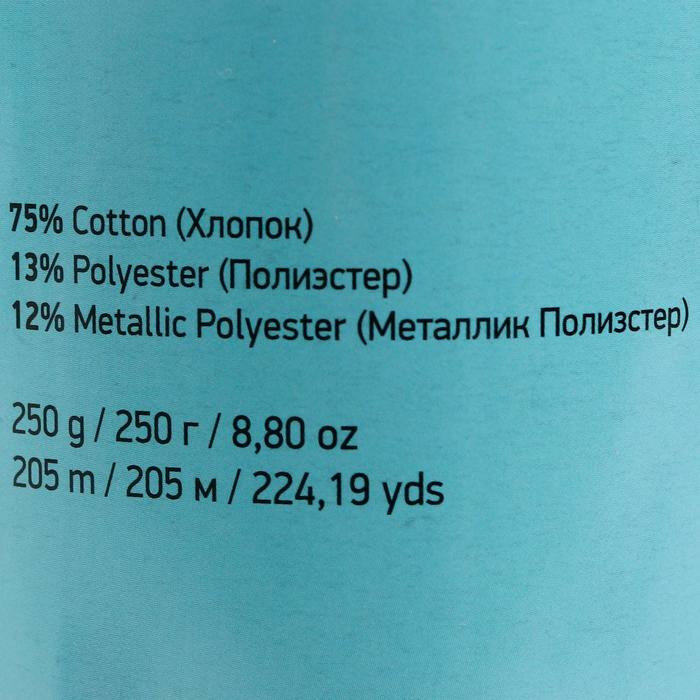 75% Cotton (Хлопок)
13% Polyester (Полиэстер)
12% Metallic Polyester (Металлик Полизстер)
250 g / 250 г / 8,80 oz
205 m / 205 м / 224,19 yds